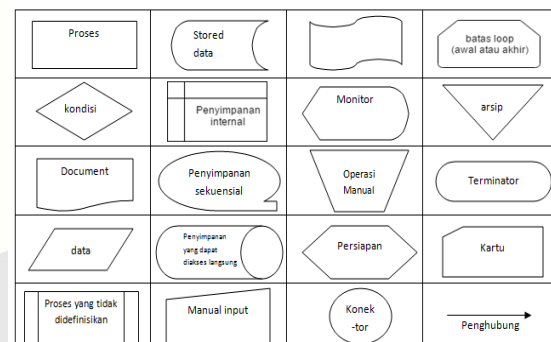 Proses
Stored
data
batas loop
(awal atau akhir)
kondisi
Penyimpanan
internal
Monitor
arsip
Document
Penyimpanan
sekuensial
Operasi
Manual
Terminator
data
Penyimpanan
yang dapat
diakses langsung
Persiapan
Kartu
Proses yang tidak
didefinisikan
Manual input
Konek
-tor
Penghubung